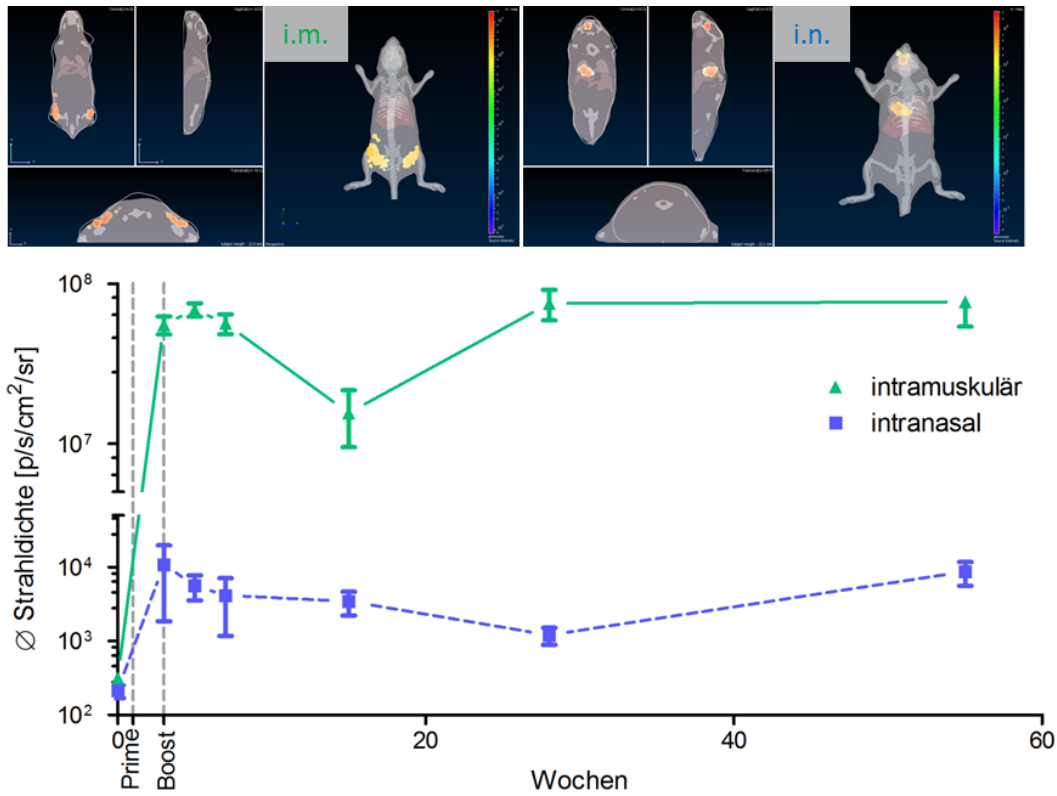 i.m.
i.n.
10⁸
10⁷
10⁴
10³
10²
Ø Strahldichte [p/s/cm²/sr]
intramuskulär
intranasal
0
20
40
60
Prime
Boost
Wochen